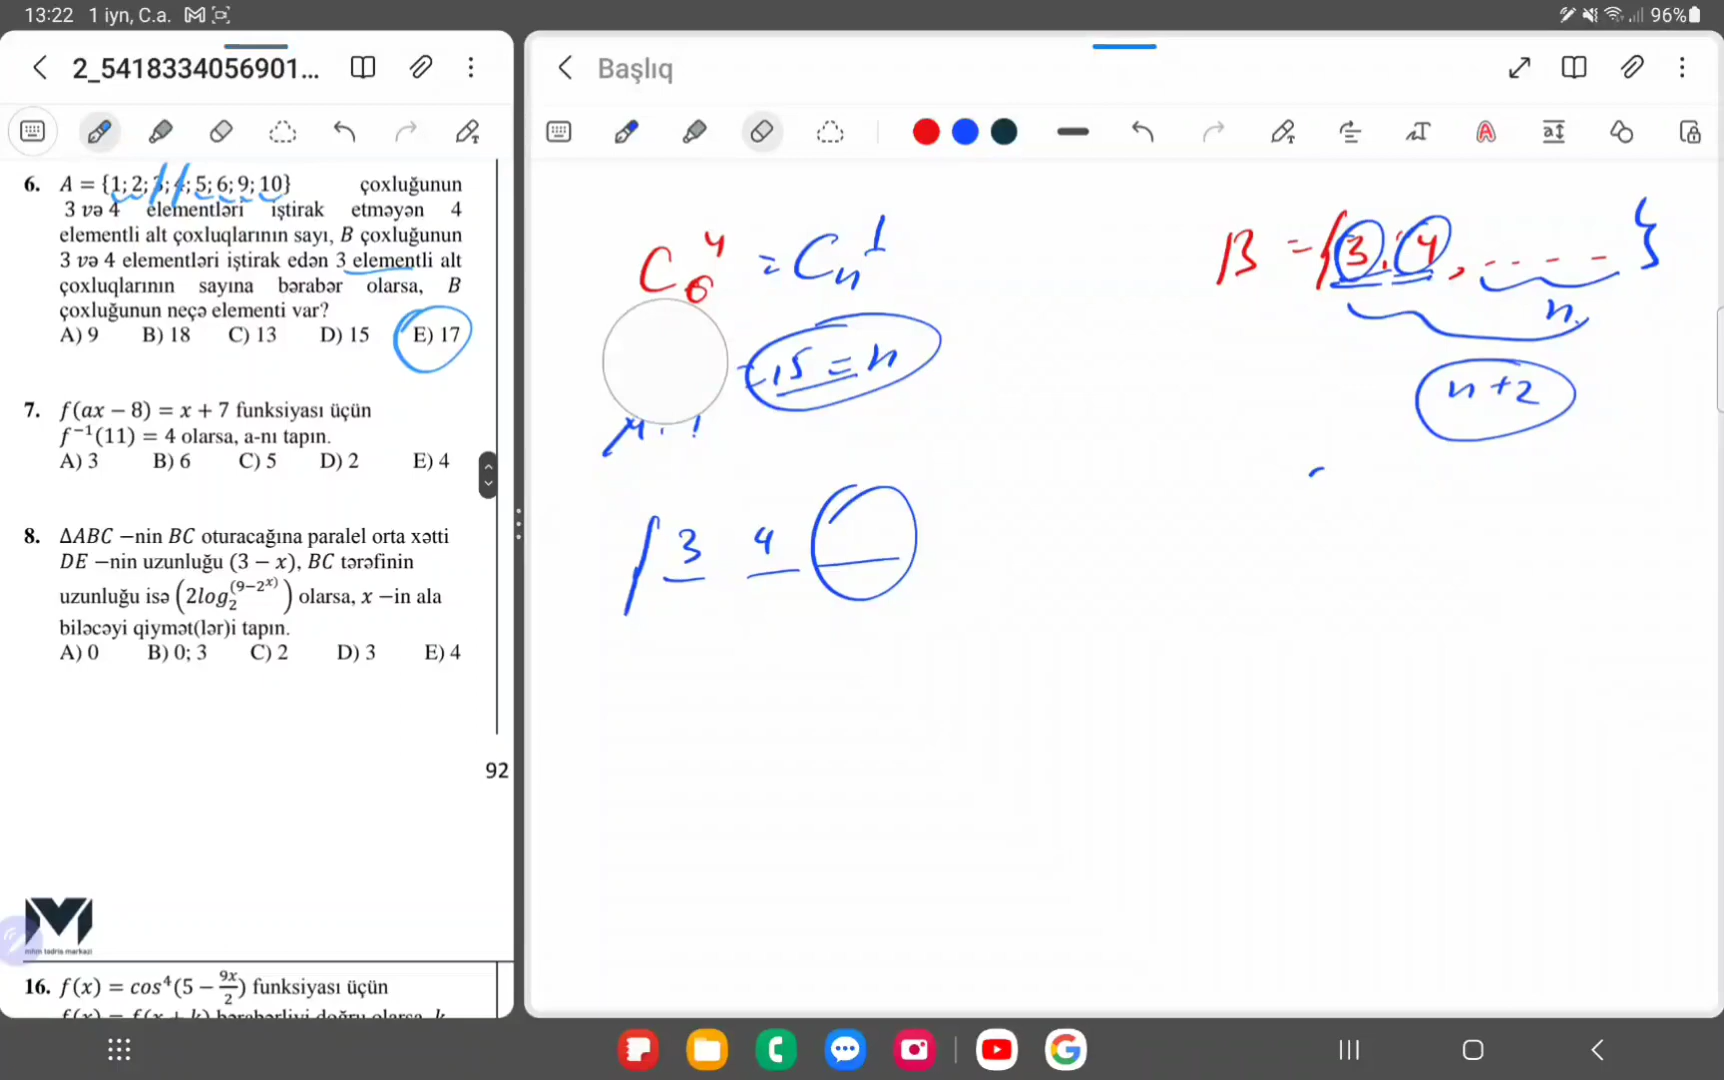 13:22 1 iyn, C.a. 96%
2_5418334056901...
6. A = {1; 2; 3; 4; 5; 6; 9; 10} çoxluğunun
3 və 4 elementləri iştirak etməyən 4
elementli alt çoxluqlarının sayı, B çoxluğunun
3 və 4 elementləri iştirak edən 3 elementli alt
çoxluqlarının sayına bərabər olarsa, B
çoxluğunun neçə elementi var?
A) 9 B) 18 C) 13 D) 15 E) 17
7. f(ax − 8) = x + 7 funksiyası üçün
f⁻¹(11) = 4 olarsa, a-nı tapın.
A) 3 B) 6 C) 5 D) 2 E) 4
8. ΔABC −nin BC oturacağına paralel orta xətti
DE −nin uzunluğu (3 − x), BC tərəfinin
uzunluğu isə (2log₂^(9−2^x)) olarsa, x −in ala
biləcəyi qiymət(lər)i tapın.
A) 0 B) 0; 3 C) 2 D) 3 E) 4
92
M
mhm tədris mərkəzi
16. f(x) = cos⁴(5 − 9x/2) funksiyası üçün
f(x) = f(x + k) bərabərliyi doğru olarsa, k
Başlıq
C₆⁴ = Cₙ¹
= 15 = n
3 4
B = {3, 4, - - - - }
n
n + 2